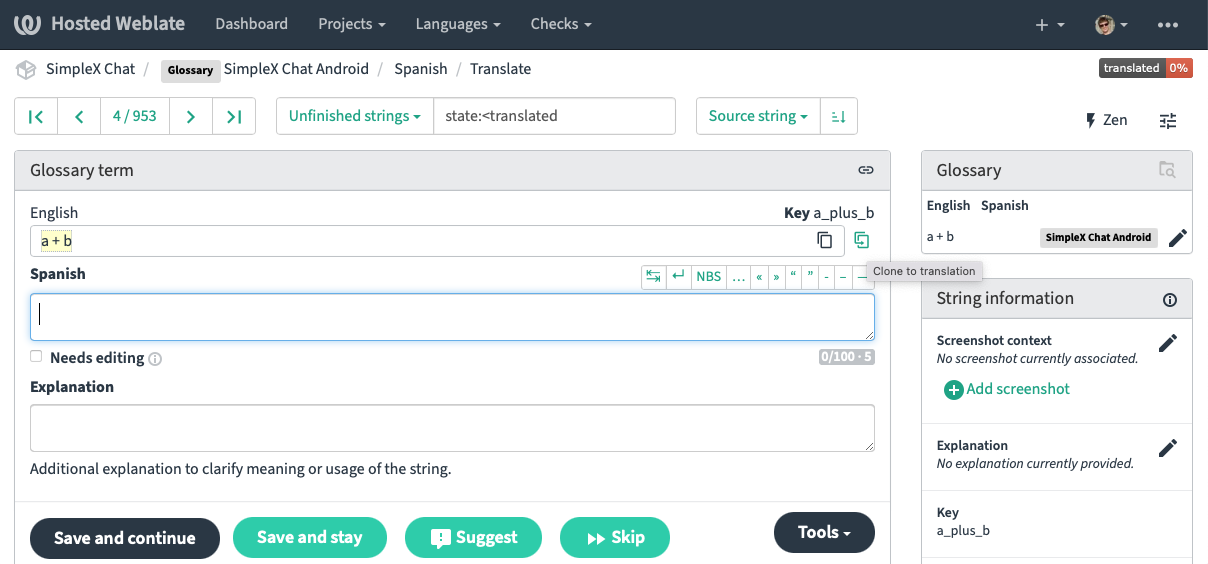 Hosted Weblate Dashboard Projects Languages Checks + •••
SimpleX Chat / Glossary SimpleX Chat Android / Spanish / Translate translated 0%
4 / 953 Unfinished strings state:<translated Source string Zen
Glossary term
English Key a_plus_b
a + b
Spanish NBS … « » “ ” - – —
Clone to translation
Needs editing 0/100 · 5
Explanation
Additional explanation to clarify meaning or usage of the string.
Save and continue Save and stay Suggest Skip Tools
Glossary
English Spanish
a + b SimpleX Chat Android
String information
Screenshot context
No screenshot currently associated.
Add screenshot
Explanation
No explanation currently provided.
Key
a_plus_b